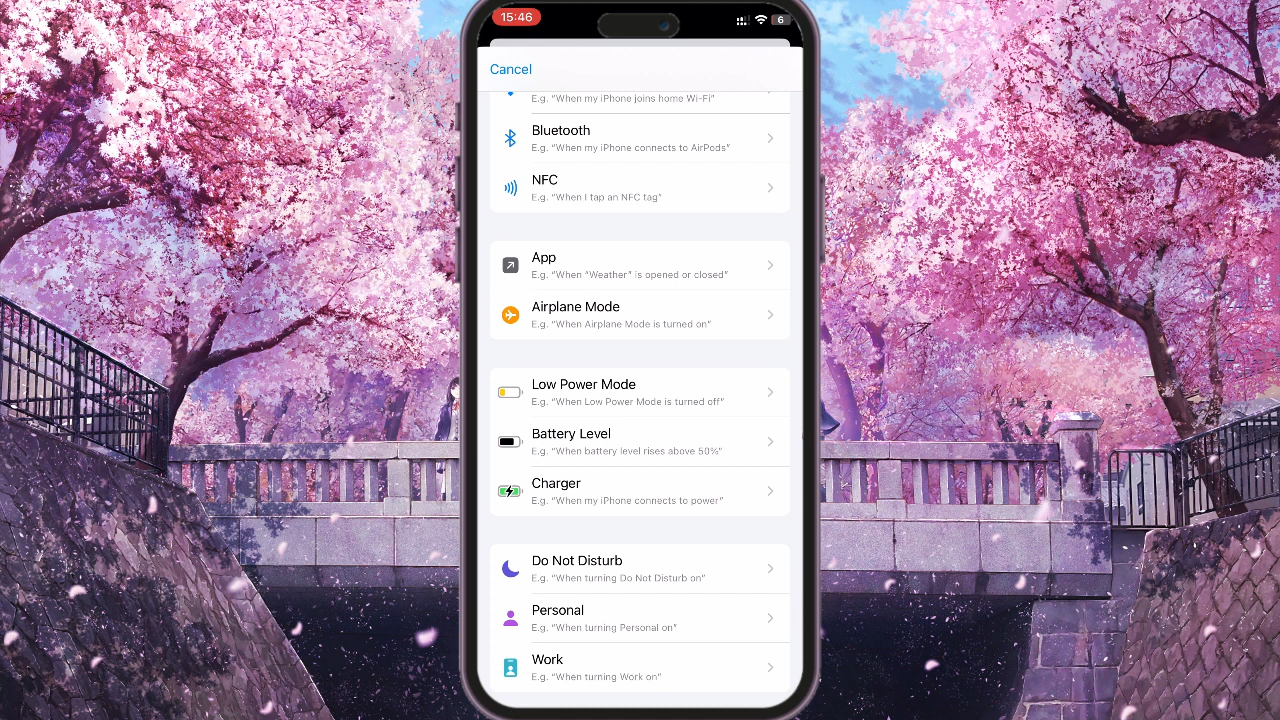 15:46
6
Cancel
E.g. “When my iPhone joins home Wi-Fi”
Bluetooth
E.g. “When my iPhone connects to AirPods”
NFC
E.g. “When I tap an NFC tag”
App
E.g. “When “Weather” is opened or closed”
Airplane Mode
E.g. “When Airplane Mode is turned on”
Low Power Mode
E.g. “When Low Power Mode is turned off”
Battery Level
E.g. “When battery level rises above 50%”
Charger
E.g. “When my iPhone connects to power”
Do Not Disturb
E.g. “When turning Do Not Disturb on”
Personal
E.g. “When turning Personal on”
Work
E.g. “When turning Work on”